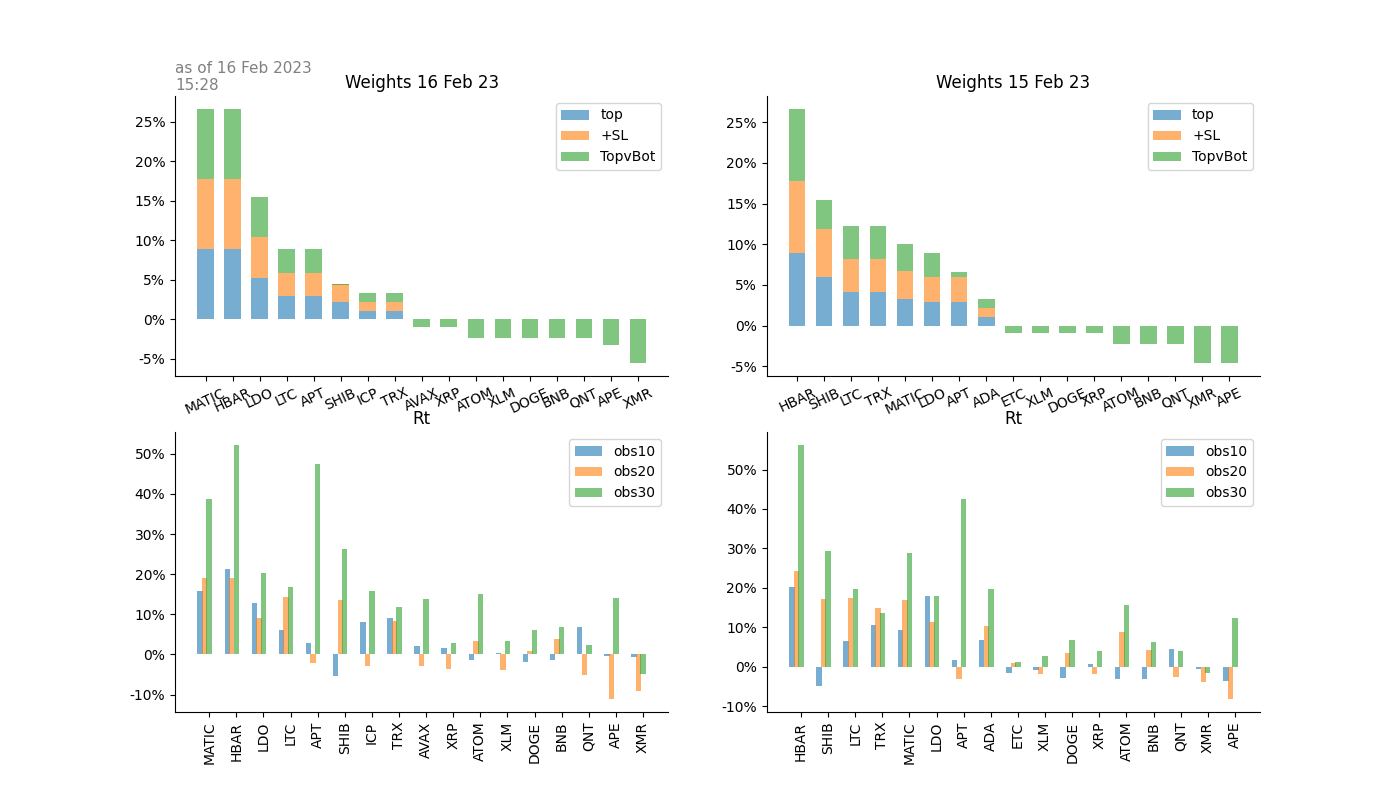 as of 16 Feb 2023
15:28
Weights 16 Feb 23
25%
20%
15%
10%
5%
0%
-5%
top
+SL
TopvBot
MATIC HBAR LDO LTC APT SHIB ICP TRX AVAX XRP ATOM XLM DOGE BNB QNT APE XMR
Weights 15 Feb 23
25%
20%
15%
10%
5%
0%
-5%
top
+SL
TopvBot
HBAR SHIB LTC TRX MATIC LDO APT ADA ETC XLM DOGE XRP ATOM BNB QNT XMR APE
Rt
50%
40%
30%
20%
10%
0%
-10%
obs10
obs20
obs30
MATIC HBAR LDO LTC APT SHIB ICP TRX AVAX XRP ATOM XLM DOGE BNB QNT APE XMR
Rt
50%
40%
30%
20%
10%
0%
-10%
obs10
obs20
obs30
HBAR SHIB LTC TRX MATIC LDO APT ADA ETC XLM DOGE XRP ATOM BNB QNT XMR APE